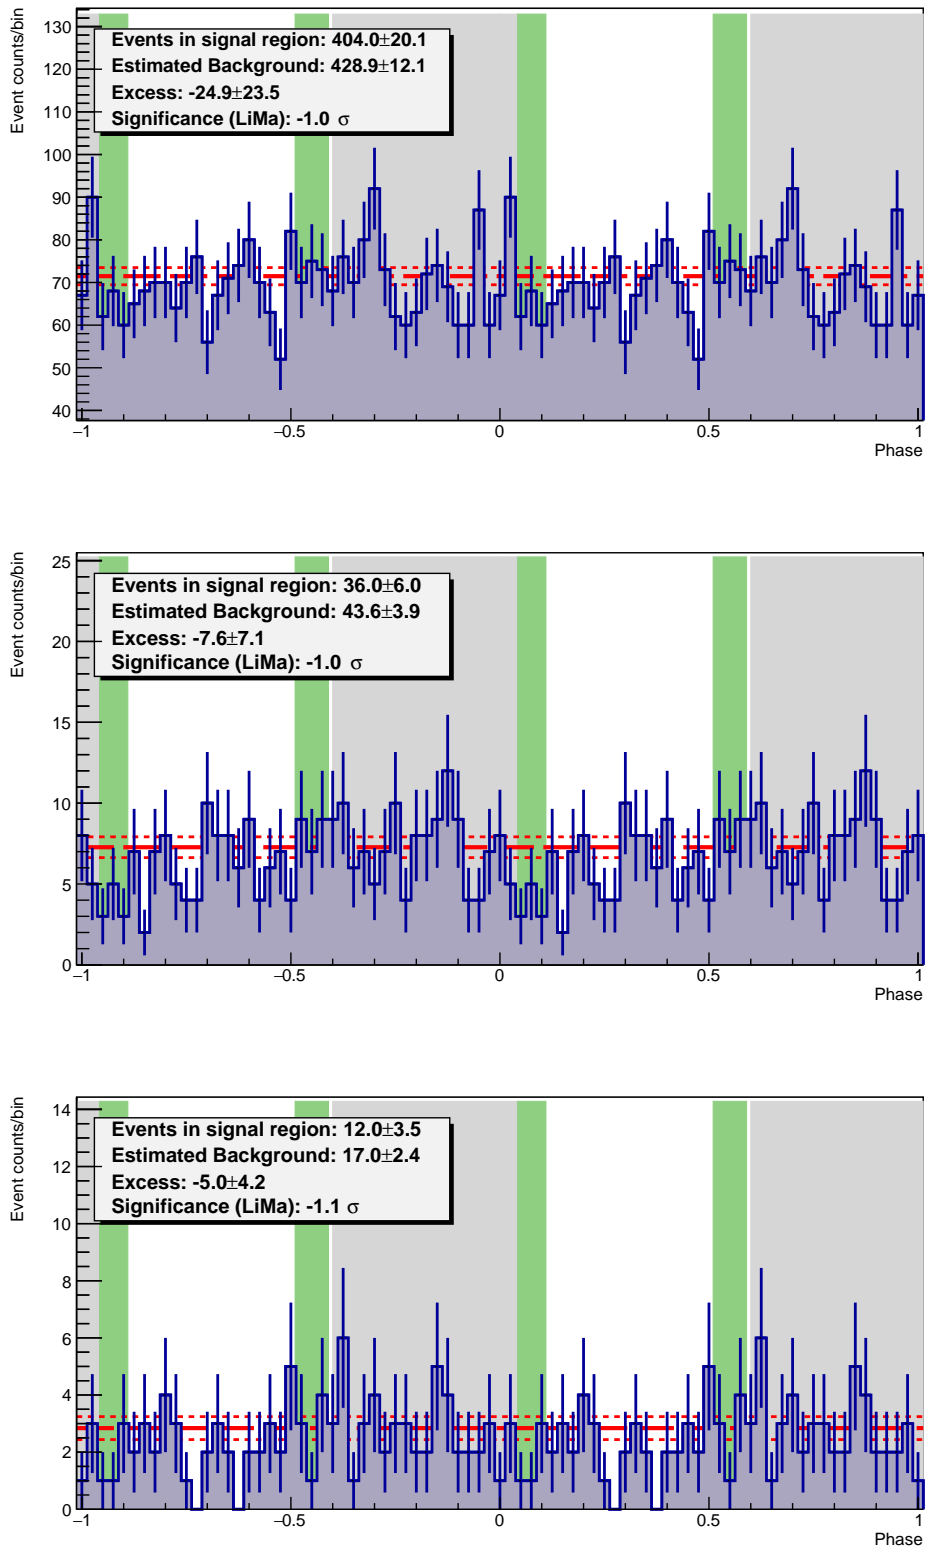 Event counts/bin
130
120
110
100
90
80
70
60
50
40
Events in signal region: 404.0±20.1
Estimated Background: 428.9±12.1
Excess: -24.9±23.5
Significance (LiMa): -1.0 σ
−1 −0.5 0 0.5 1
Phase
Event counts/bin
25
20
15
10
5
0
Events in signal region: 36.0±6.0
Estimated Background: 43.6±3.9
Excess: -7.6±7.1
Significance (LiMa): -1.0 σ
−1 −0.5 0 0.5 1
Phase
Event counts/bin
14
12
10
8
6
4
2
0
Events in signal region: 12.0±3.5
Estimated Background: 17.0±2.4
Excess: -5.0±4.2
Significance (LiMa): -1.1 σ
−1 −0.5 0 0.5 1
Phase